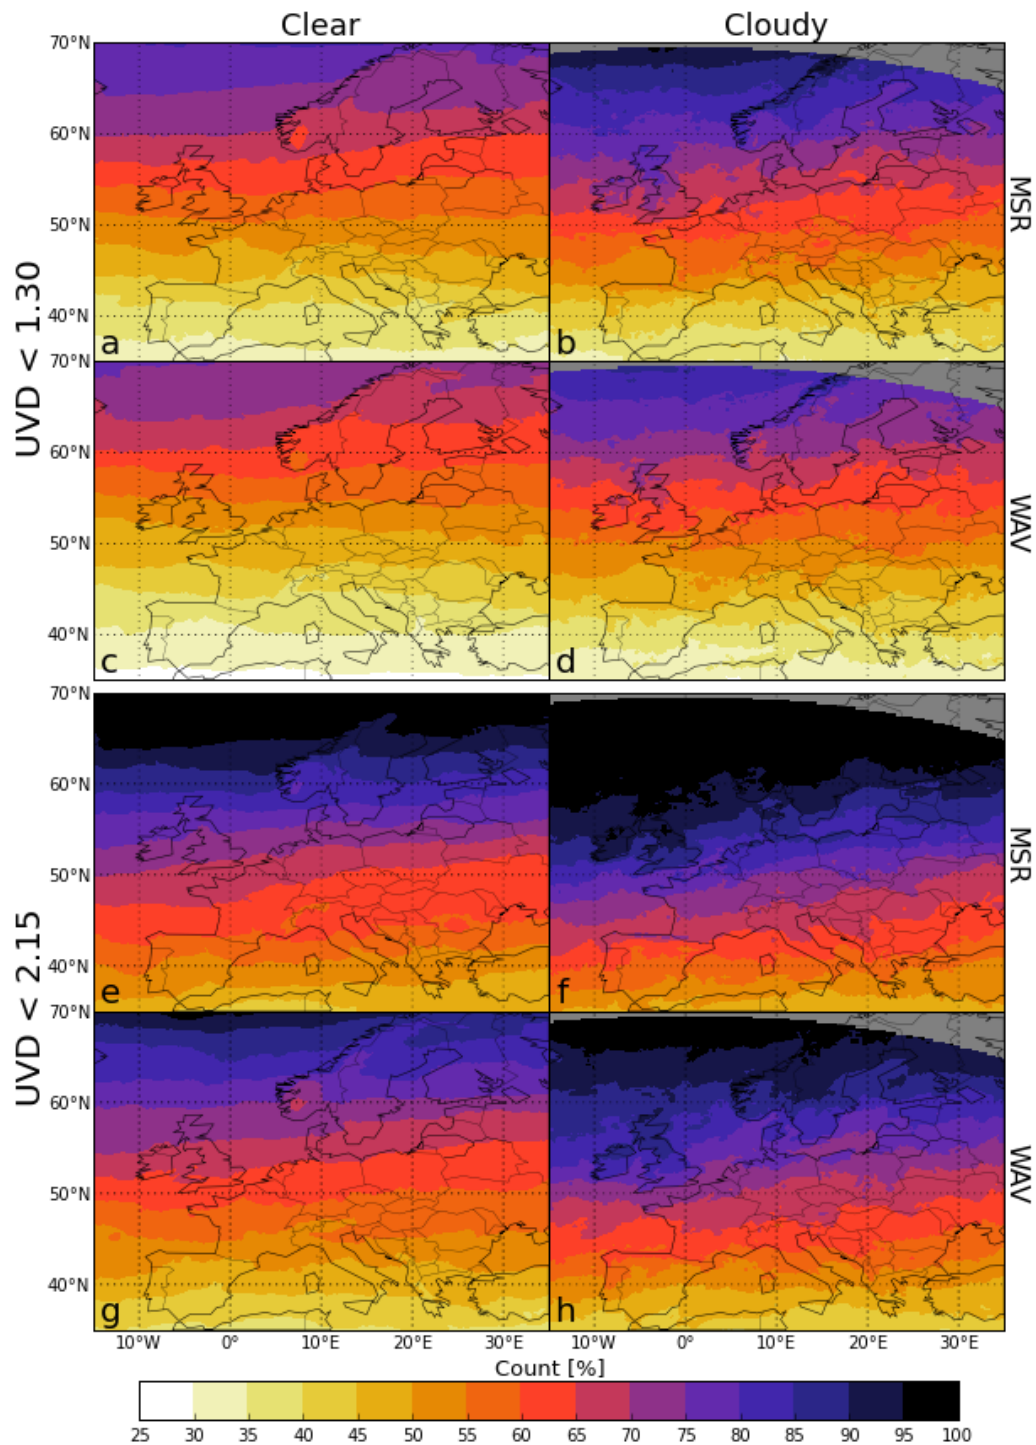 Clear Cloudy
70°N
60°N
50°N
40°N
a b
MSR
UVD < 1.30
70°N
60°N
50°N
40°N
c d
WAV
70°N
60°N
50°N
40°N
e f
MSR
UVD < 2.15
70°N
60°N
50°N
40°N
g h
WAV
10°W 0° 10°E 20°E 30°E 10°W 0° 10°E 20°E 30°E
Count [%]
25 30 35 40 45 50 55 60 65 70 75 80 85 90 95 100